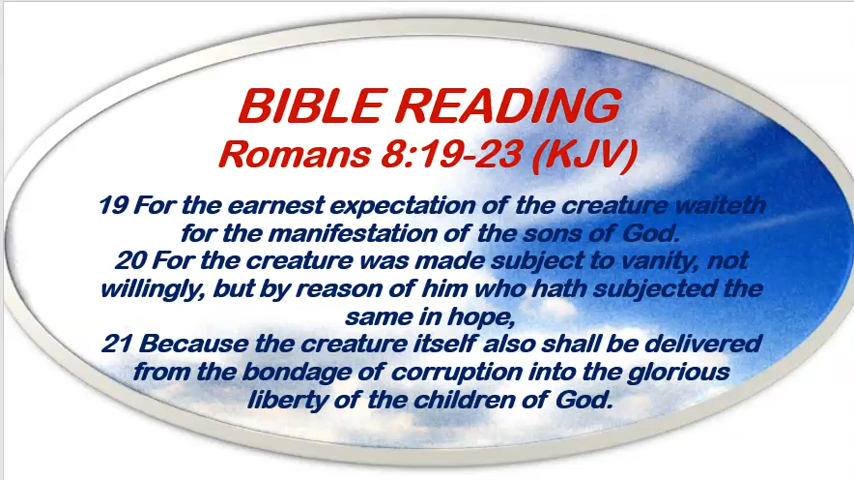 BIBLE READING
Romans 8:19-23 (KJV)
19 For the earnest expectation of the creature waiteth
for the manifestation of the sons of God.
20 For the creature was made subject to vanity, not
willingly, but by reason of him who hath subjected the
same in hope,
21 Because the creature itself also shall be delivered
from the bondage of corruption into the glorious
liberty of the children of God.